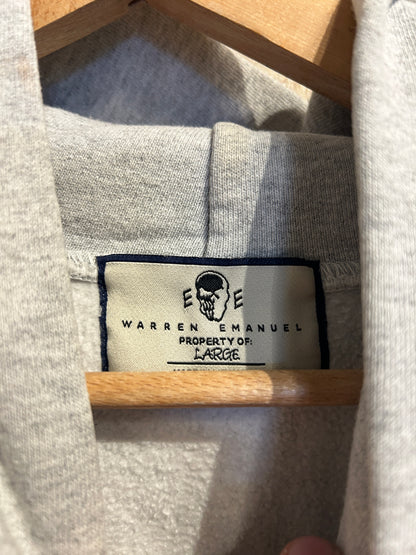 E E
WARREN EMANUEL
PROPERTY OF:
LARGE